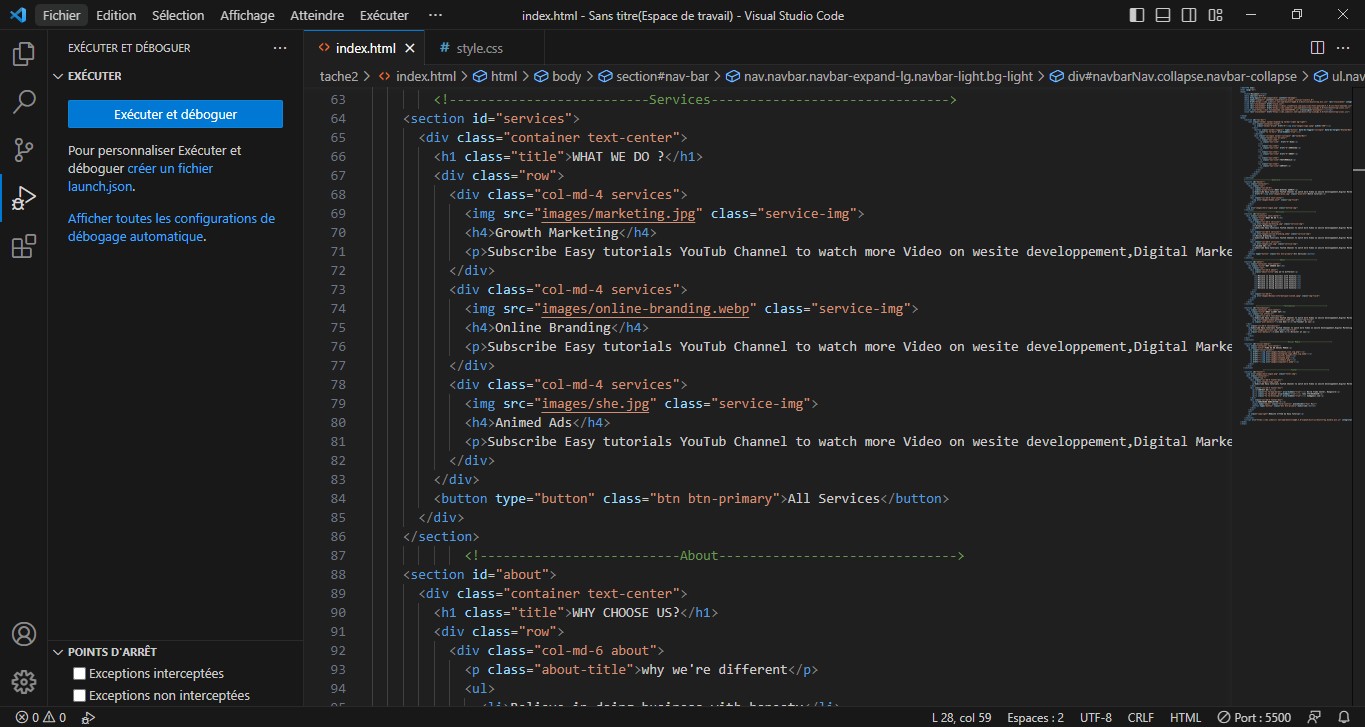 Fichier Edition Sélection Affichage Atteindre Exécuter ··· index.html - Sans titre(Espace de travail) - Visual Studio Code
EXÉCUTER ET DÉBOGUER ···
EXÉCUTER
Exécuter et déboguer
Pour personnaliser Exécuter et
déboguer créer un fichier
launch.json.
Afficher toutes les configurations de
débogage automatique.
POINTS D'ARRÊT
Exceptions interceptées
Exceptions non interceptées
<> index.html × # style.css ···
tache2 > <> index.html > html > body > section#nav-bar > nav.navbar.navbar-expand-lg.navbar-light.bg-light > div#navbarNav.collapse.navbar-collapse > ul.nav
63 <!--------------------------Services------------------------------->
64 <section id="services">
65 <div class="container text-center">
66 <h1 class="title">WHAT WE DO ?</h1>
67 <div class="row">
68 <div class="col-md-4 services">
69 <img src="images/marketing.jpg" class="service-img">
70 <h4>Growth Marketing</h4>
71 <p>Subscribe Easy tutorials YouTub Channel to watch more Video on wesite developpement,Digital Marke
72 </div>
73 <div class="col-md-4 services">
74 <img src="images/online-branding.webp" class="service-img">
75 <h4>Online Branding</h4>
76 <p>Subscribe Easy tutorials YouTub Channel to watch more Video on wesite developpement,Digital Marke
77 </div>
78 <div class="col-md-4 services">
79 <img src="images/she.jpg" class="service-img">
80 <h4>Animed Ads</h4>
81 <p>Subscribe Easy tutorials YouTub Channel to watch more Video on wesite developpement,Digital Marke
82 </div>
83 </div>
84 <button type="button" class="btn btn-primary">All Services</button>
85 </div>
86 </section>
87 <!--------------------------About------------------------------->
88 <section id="about">
89 <div class="container text-center">
90 <h1 class="title">WHY CHOOSE US?</h1>
91 <div class="row">
92 <div class="col-md-6 about">
93 <p class="about-title">why we're different</p>
94 <ul>
95 <li>Believe in doing business with honesty</li>
0 0 L 28, col 59 Espaces : 2 UTF-8 CRLF HTML Port : 5500